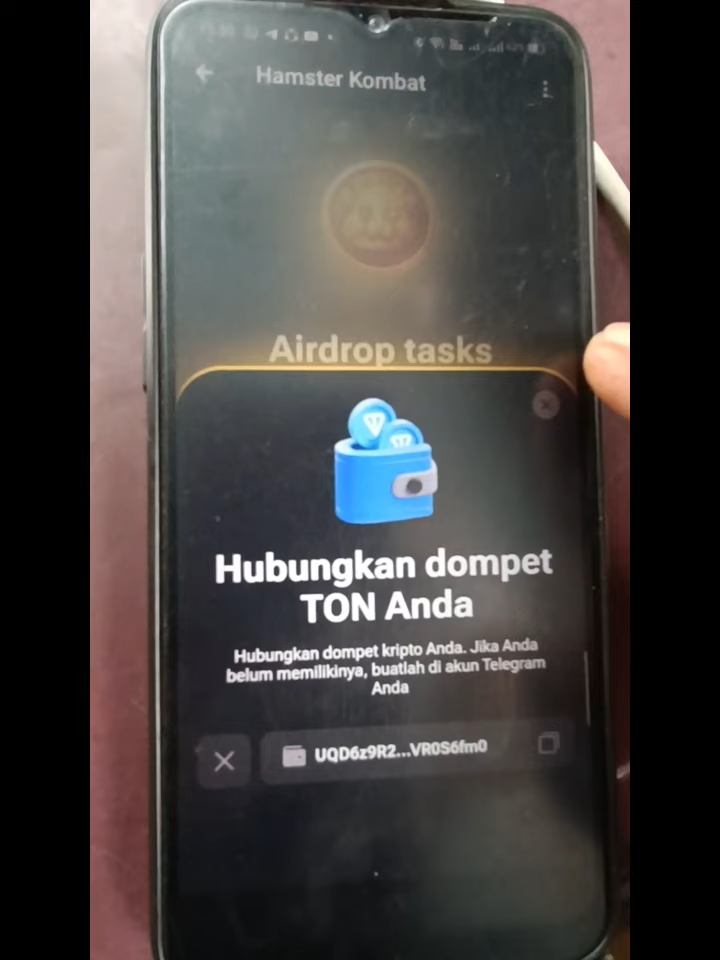 Hamster Kombat
Airdrop tasks
Hubungkan dompet
TON Anda
Hubungkan dompet kripto Anda. Jika Anda
belum memilikinya, buatlah di akun Telegram
Anda
UQD6z9R2...VR0S6fm0